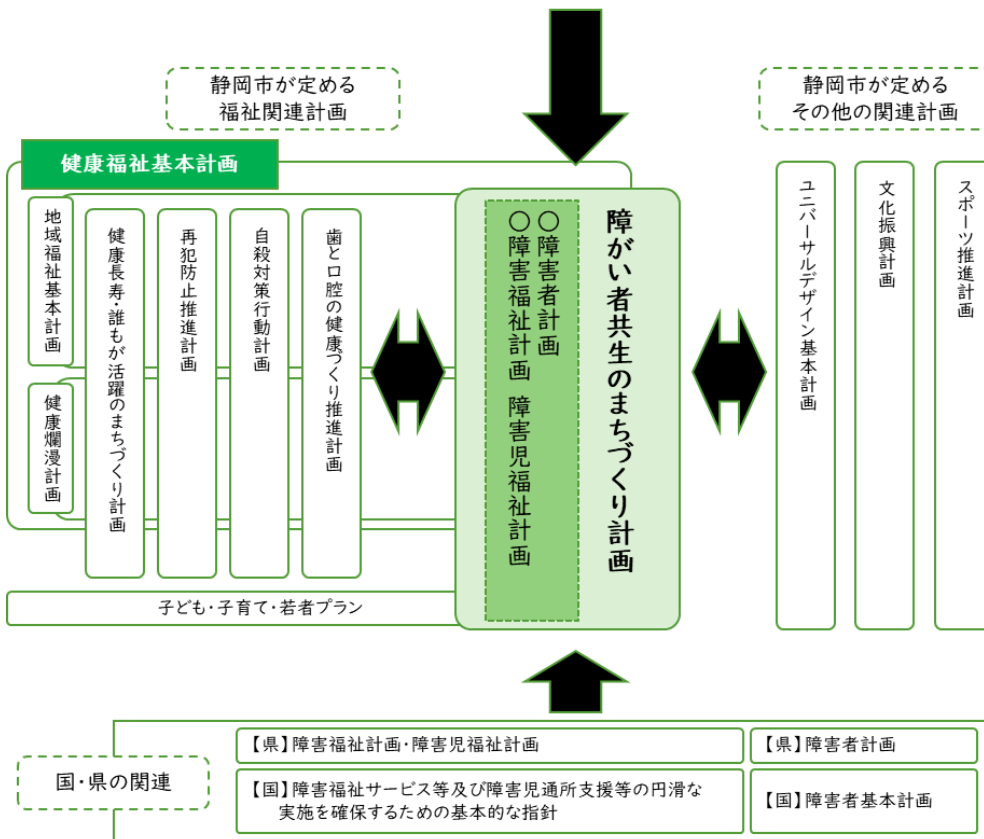 静岡市が定める
福祉関連計画
静岡市が定める
その他の関連計画
健康福祉基本計画
地域福祉基本計画
健康爛漫計画
健康長寿・誰もが活躍のまちづくり計画
再犯防止推進計画
自殺対策行動計画
歯と口腔の健康づくり推進計画
子ども・子育て・若者プラン
障がい者共生のまちづくり計画
〇障害者計画
〇障害福祉計画 障害児福祉計画
ユニバーサルデザイン基本計画
文化振興計画
スポーツ推進計画
国・県の関連
【県】障害福祉計画・障害児福祉計画
【県】障害者計画
【国】障害福祉サービス等及び障害児通所支援等の円滑な
実施を確保するための基本的な指針
【国】障害者基本計画